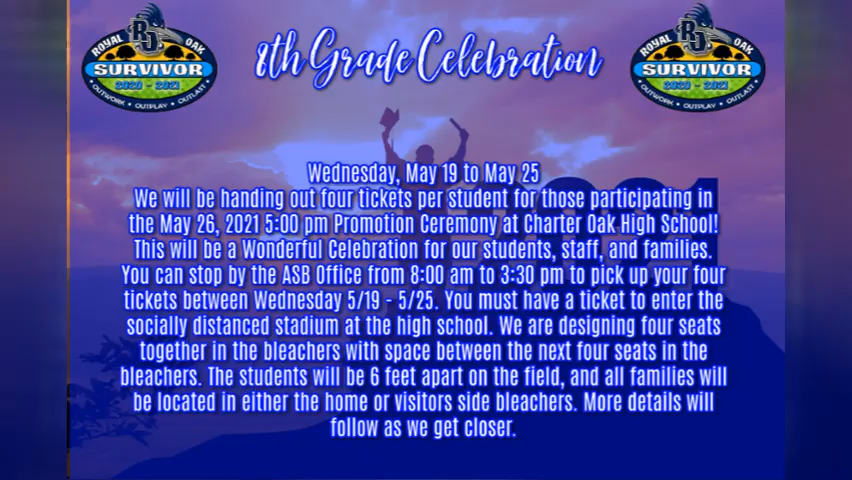 8th Grade Celebration
ROYAL OAK
RO
SURVIVOR
2020 - 2021
OUTWORK • OUTPLAY • OUTLAST
ROYAL OAK
RO
SURVIVOR
2020 - 2021
OUTWORK • OUTPLAY • OUTLAST
2021
Wednesday, May 19 to May 25
We will be handing out four tickets per student for those participating in
the May 26, 2021 5:00 pm Promotion Ceremony at Charter Oak High School!
This will be a Wonderful Celebration for our students, staff, and families.
You can stop by the ASB Office from 8:00 am to 3:30 pm to pick up your four
tickets between Wednesday 5/19 - 5/25. You must have a ticket to enter the
socially distanced stadium at the high school. We are designing four seats
together in the bleachers with space between the next four seats in the
bleachers. The students will be 6 feet apart on the field, and all families will
be located in either the home or visitors side bleachers. More details will
follow as we get closer.